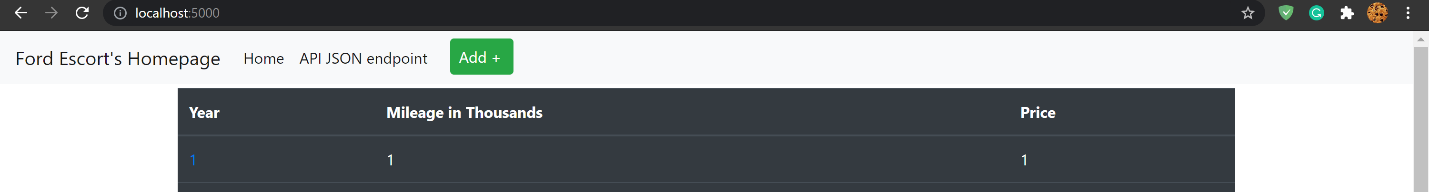 localhost:5000
Ford Escort's Homepage Home API JSON endpoint Add +
Year Mileage in Thousands Price
1 1 1